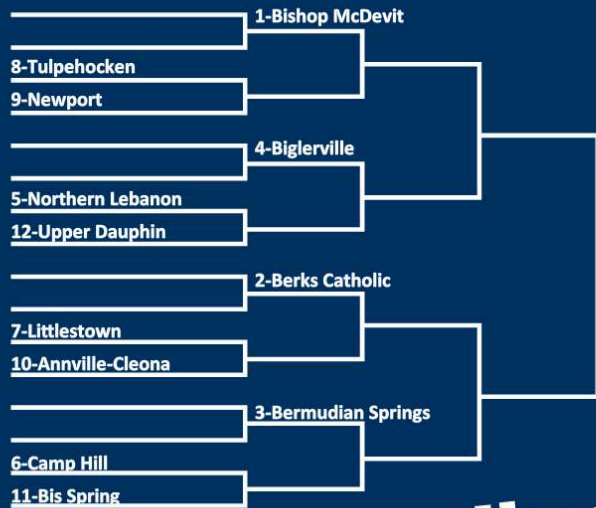 1-Bishop McDevit
8-Tulpehocken
9-Newport
4-Biglerville
5-Northern Lebanon
12-Upper Dauphin
2-Berks Catholic
7-Littlestown
10-Annville-Cleona
3-Bermudian Springs
6-Camp Hill
11-Bis Spring